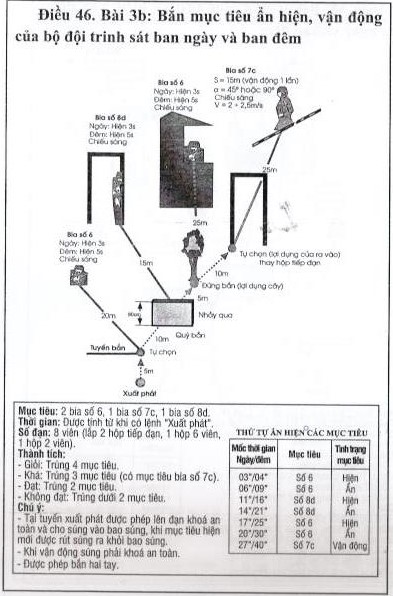 Điều 46. Bài 3b: Bắn mục tiêu ẩn hiện, vận động
của bộ đội trinh sát ban ngày và ban đêm
Bia số 7c
S = 15m (vận động 1 lần)
α = 45° hoặc 90°
Chiếu sáng
V = 2 ÷ 2,5m/s
Bia số 6
Ngày: Hiện 3s
Đêm: Hiện 5s
Chiếu sáng
Bia số 8d
Ngày: Hiện 3s
Đêm: Hiện 5s
Chiếu sáng
25m
25m
Bia số 6
Ngày: Hiện 3s
Đêm: Hiện 5s
Chiếu sáng
Tự chọn (lợi dụng cửa ra vào)
thay hộp tiếp đạn
15m
10m
Đứng bắn (lợi dụng cây)
5m
20m
Nhảy qua
10m
Quỳ bắn
Tuyến bắn
Tự chọn
5m
Xuất phát
Mục tiêu: 2 bia số 6, 1 bia số 7c, 1 bia số 8d.
Thời gian: Được tính từ khi có lệnh "Xuất phát".
Số đạn: 8 viên (lắp 2 hộp tiếp đạn, 1 hộp 6 viên,
1 hộp 2 viên).
Thành tích:
- Giỏi: Trúng 4 mục tiêu.
- Khá: Trúng 3 mục tiêu (có mục tiêu bia số 7c).
- Đạt: Trúng 2 mục tiêu.
- Không đạt: Trúng dưới 2 mục tiêu.
Chú ý:
- Tại tuyến xuất phát được phép lên đạn khoá an
toàn và cho súng vào bao súng, khi mục tiêu hiện
mới được rút súng ra khỏi bao súng.
- Khi vận động súng phải khoá an toàn.
- Được phép bắn hai tay.
THỨ TỰ ẨN HIỆN CÁC MỤC TIÊU
Mốc thời gian Ngày/đêm Mục tiêu Tình trạng mục tiêu
03"/04" Số 6 Hiện
06"/09" Số 6 Ẩn
11"/16" Số 8d Hiện
14"/21" Số 8d Ẩn
17"/25" Số 6 Hiện
20"/30" Số 6 Ẩn
27"/40" Số 7c Vận động